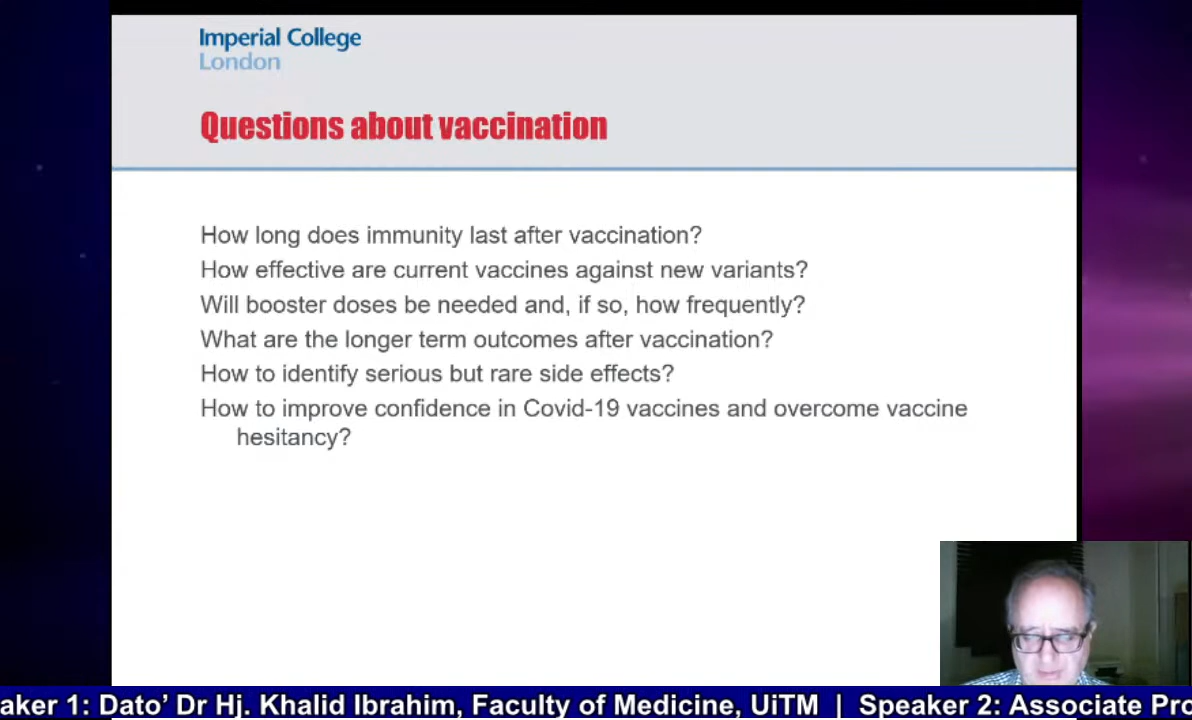 Imperial College
London
Questions about vaccination
How long does immunity last after vaccination?
How effective are current vaccines against new variants?
Will booster doses be needed and, if so, how frequently?
What are the longer term outcomes after vaccination?
How to identify serious but rare side effects?
How to improve confidence in Covid-19 vaccines and overcome vaccine
hesitancy?
aker 1: Dato’ Dr Hj. Khalid Ibrahim, Faculty of Medicine, UiTM | Speaker 2: Associate Pro